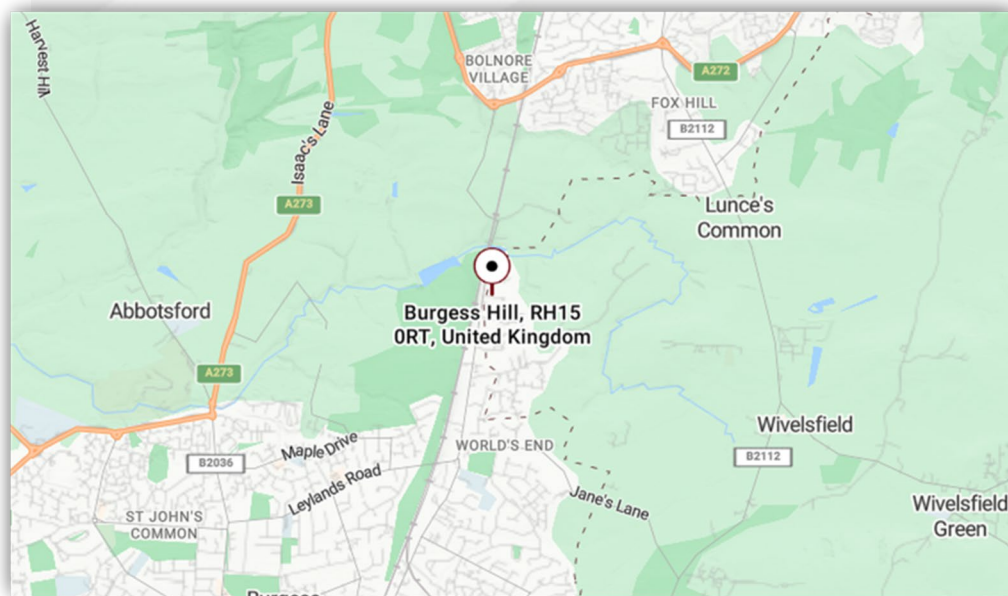 Harvest Hill
BOLNORE
VILLAGE
A272
FOX HILL
B2112
Isaac's Lane
A273
Lunce's
Common
Abbotsford
Burgess Hill, RH15
0RT, United Kingdom
A273
Wivelsfield
Maple Drive
WORLD'S END
B2036
B2112
Leylands Road
Jane's Lane
Wivelsfield
Green
ST JOHN'S
COMMON
Burgess